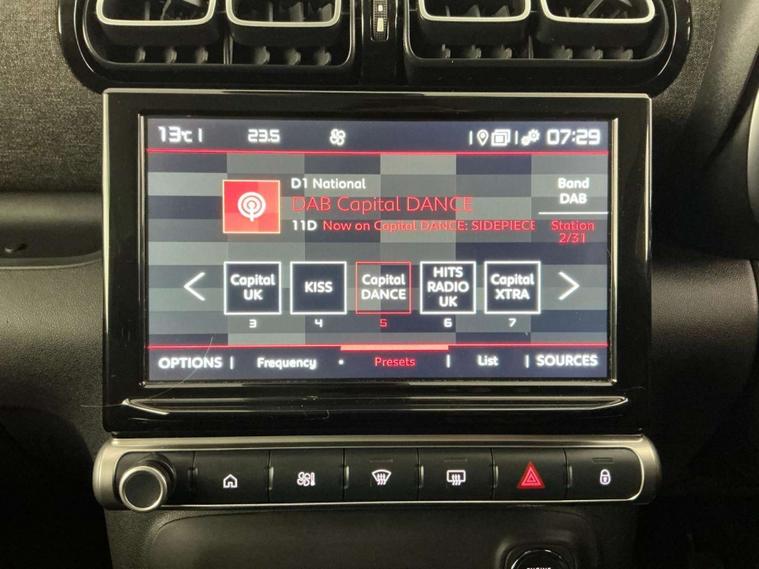 13°C | 23.5 07:29
D1 National
DAB Capital DANCE
11D Now on Capital DANCE: SIDEPIECE
Band
DAB
Station
2/31
Capital
UK
KISS
Capital
DANCE
HITS
RADIO
UK
Capital
XTRA
3 4 5 6 7
OPTIONS | Frequency • Presets | List | SOURCES